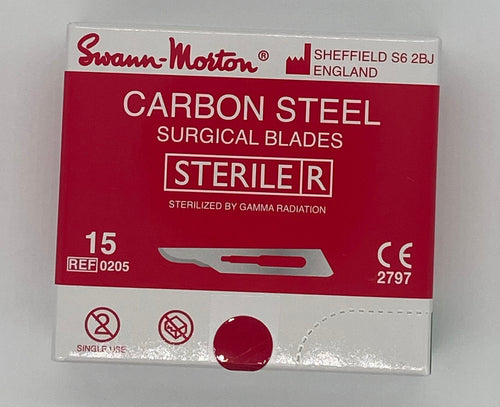 Swann-Morton®
SHEFFIELD S6 2BJ
ENGLAND
CARBON STEEL
SURGICAL BLADES
STERILE R
STERILIZED BY GAMMA RADIATION
15
REF 0205
CE
2797
2
SINGLE USE